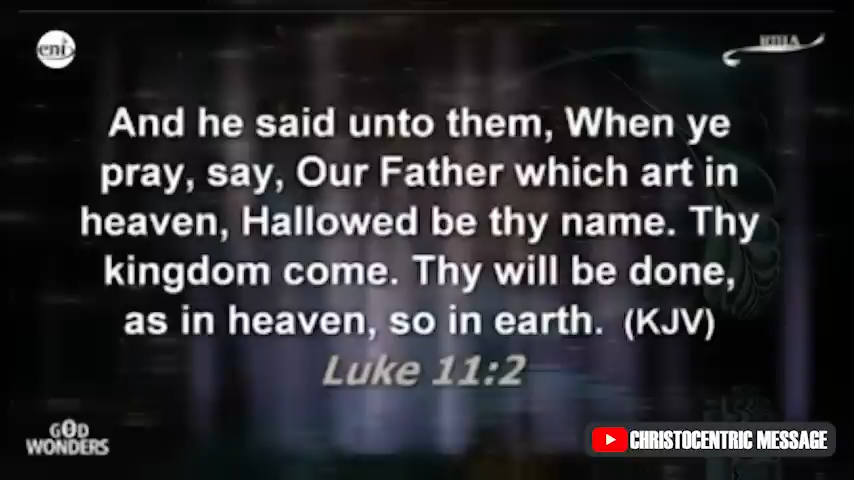 eni
And he said unto them, When ye
pray, say, Our Father which art in
heaven, Hallowed be thy name. Thy
kingdom come. Thy will be done,
as in heaven, so in earth. (KJV)
Luke 11:2
GOD
WONDERS
CHRISTOCENTRIC MESSAGE